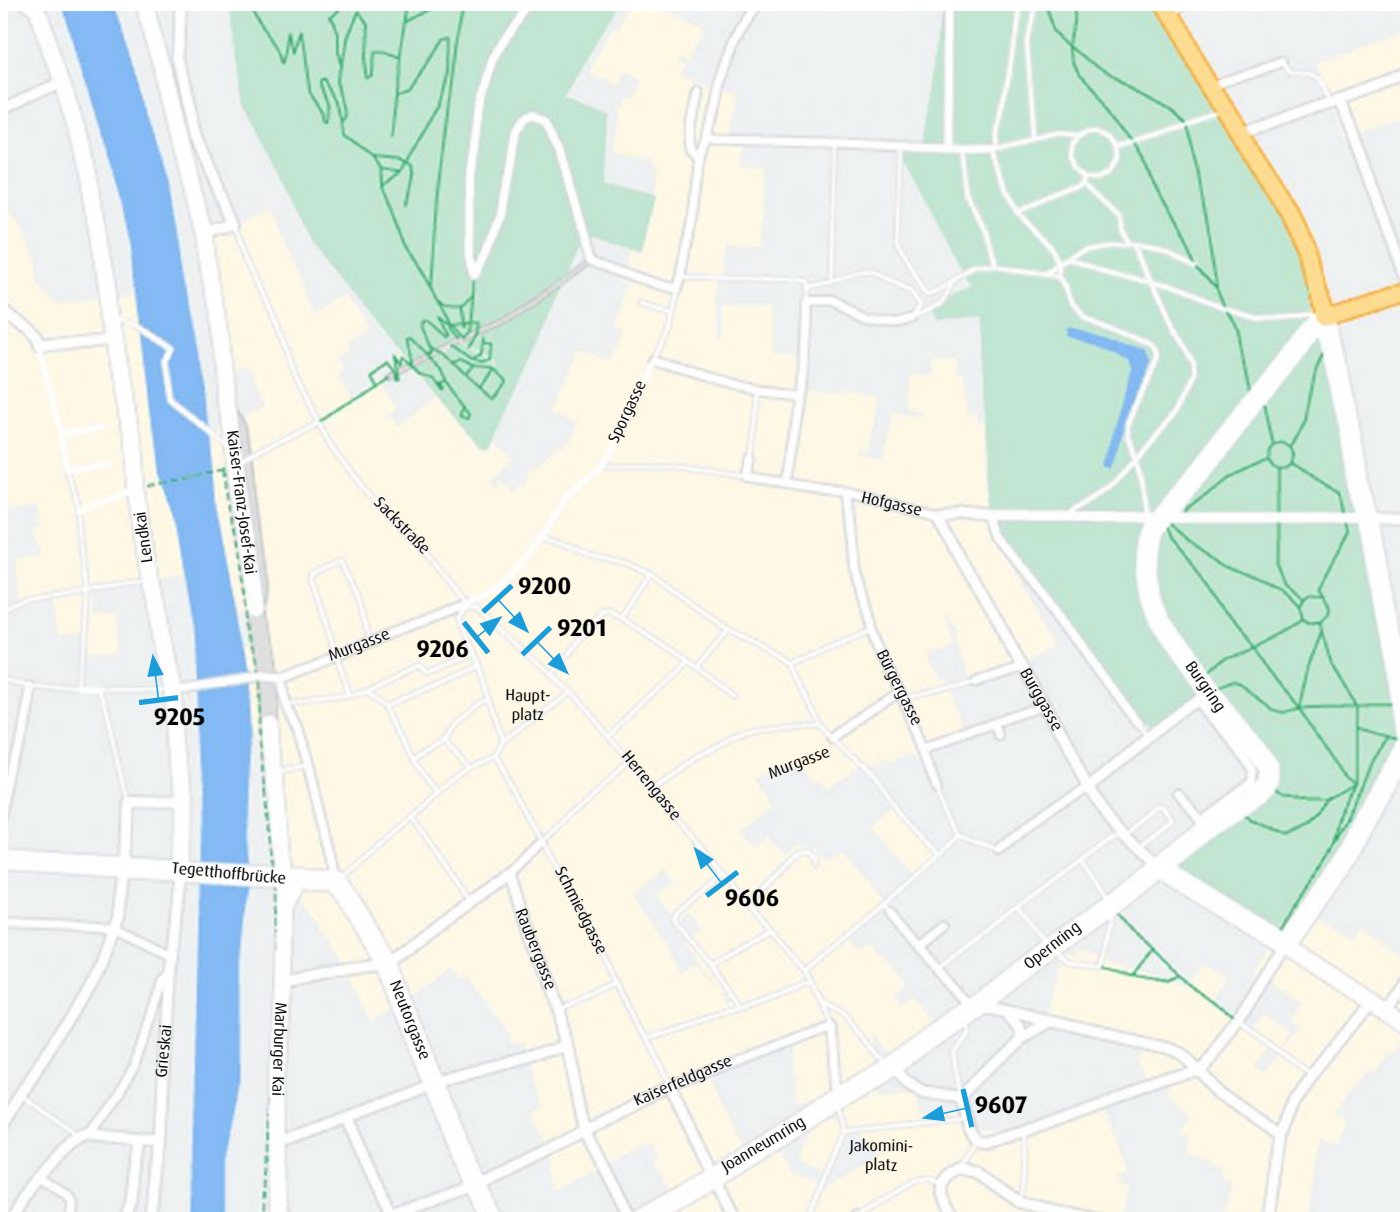 Sporgasse
Kaiser-Franz-Josef-Kai
Sackstraße
Hofgasse
Lendkai
9200
9201
9206
Murgasse
Bürgergasse
Burggasse
Burgring
Haupt-
platz
9205
Herrengasse
Murgasse
Tegetthoffbrücke
9606
Schmiedgasse
Raubergasse
Opernring
Neutorgasse
Marburger Kai
Grieskai
Kaiserfeldgasse
9607
Joanneumring
Jakomini-
platz